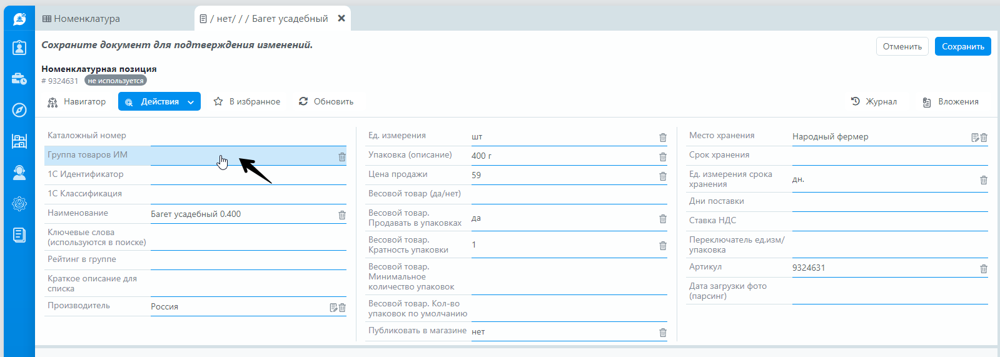 Номенклатура
/ нет/ / / Багет усадебный
Сохраните документ для подтверждения изменений.
Отменить
Сохранить
Номенклатурная позиция
# 9324631 не используется
Навигатор
Действия
В избранное
Обновить
Журнал
Вложения
Каталожный номер
Группа товаров ИМ
1С Идентификатор
1С Классификация
Наименование Багет усадебный 0.400
Ключевые слова
(используются в поиске)
Рейтинг в группе
Краткое описание для
списка
Производитель Россия
Ед. измерения шт
Упаковка (описание) 400 г
Цена продажи 59
Весовой товар (да/нет)
Весовой товар.
Продавать в упаковках да
Весовой товар.
Кратность упаковки 1
Весовой товар.
Минимальное
количество упаковок
Весовой товар. Кол-во
упаковок по умолчанию
Публиковать в магазине нет
Место хранения Народный фермер
Срок хранения
Ед. измерения срока
хранения дн.
Дни поставки
Ставка НДС
Переключатель ед.изм/
упаковка
Артикул 9324631
Дата загрузки фото
(парсинг)